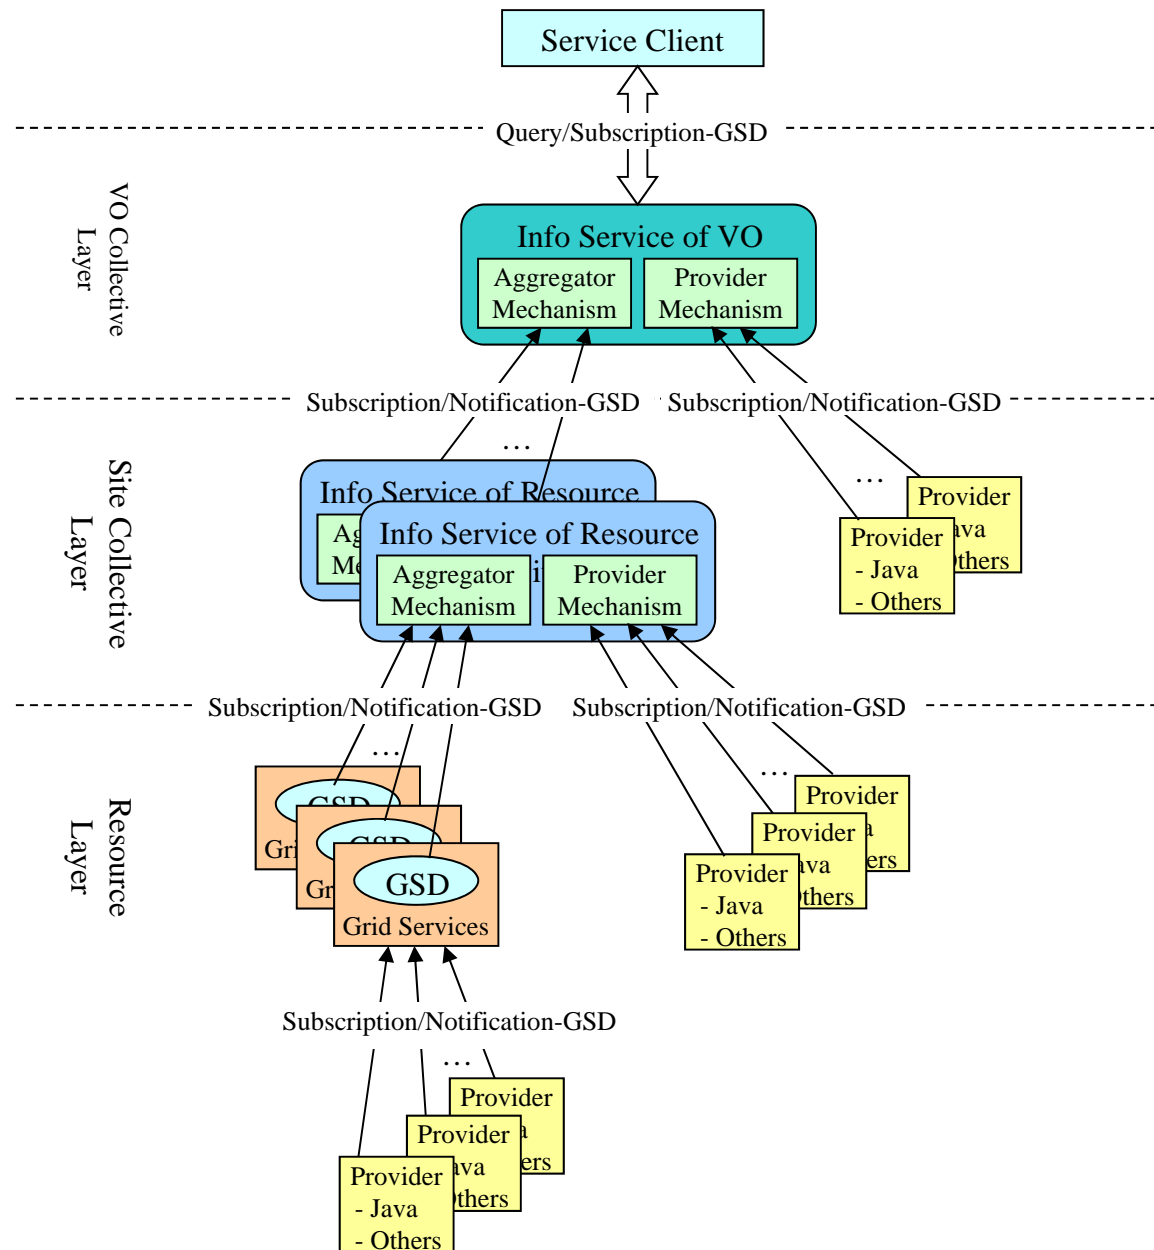 Service Client
Query/Subscription-GSD
VO Collective
Layer
Info Service of VO
Aggregator
Mechanism
Provider
Mechanism
Subscription/Notification-GSD
Subscription/Notification-GSD
…
Site Collective
Layer
Info Service of Resource
Info Service of Resource
Aggregator
Mechanism
Provider
Mechanism
…
Provider
Provider
- Java
- Others
Subscription/Notification-GSD
Subscription/Notification-GSD
Resource
Layer
…
GSD
Grid Services
…
Provider
Provider
Provider
- Java
- Others
Subscription/Notification-GSD
…
Provider
Provider
Provider
- Java
- Others